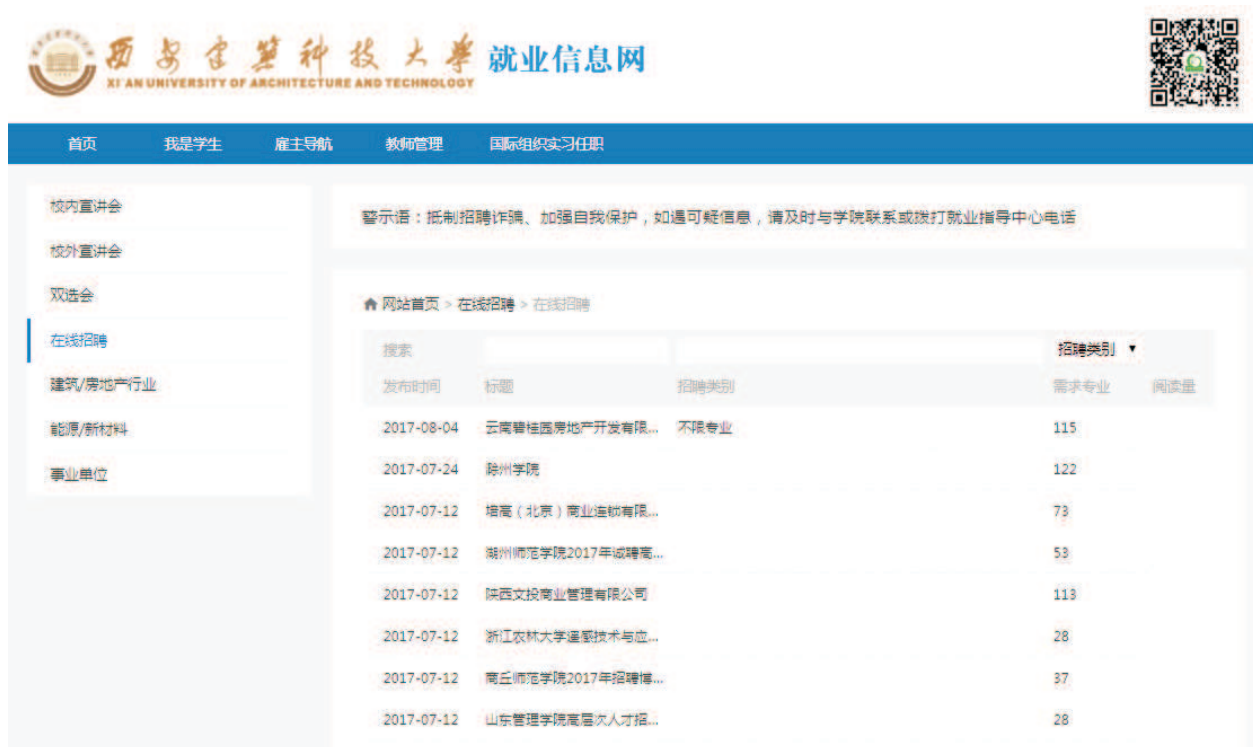 西安建筑科技大学 就业信息网
XI'AN UNIVERSITY OF ARCHITECTURE AND TECHNOLOGY
首页 我是学生 雇主导航 教师管理 国际组织实习任职
校内宣讲会
校外宣讲会
双选会
在线招聘
建筑/房地产行业
能源/新材料
事业单位
警示语：抵制招聘诈骗、加强自我保护，如遇可疑信息，请及时与学院联系或拨打就业指导中心电话
网站首页 > 在线招聘 > 在线招聘
搜索 招聘类别
发布时间 标题 招聘类别 需求专业 阅读量
2017-08-04 云南碧桂园房地产开发有限... 不限专业 115
2017-07-24 滁州学院 122
2017-07-12 培高（北京）商业连锁有限... 73
2017-07-12 湖州师范学院2017年诚聘高... 53
2017-07-12 陕西文投商业管理有限公司 113
2017-07-12 浙江农林大学遥感技术与应... 28
2017-07-12 商丘师范学院2017年招聘博... 37
2017-07-12 山东管理学院高层次人才招... 28